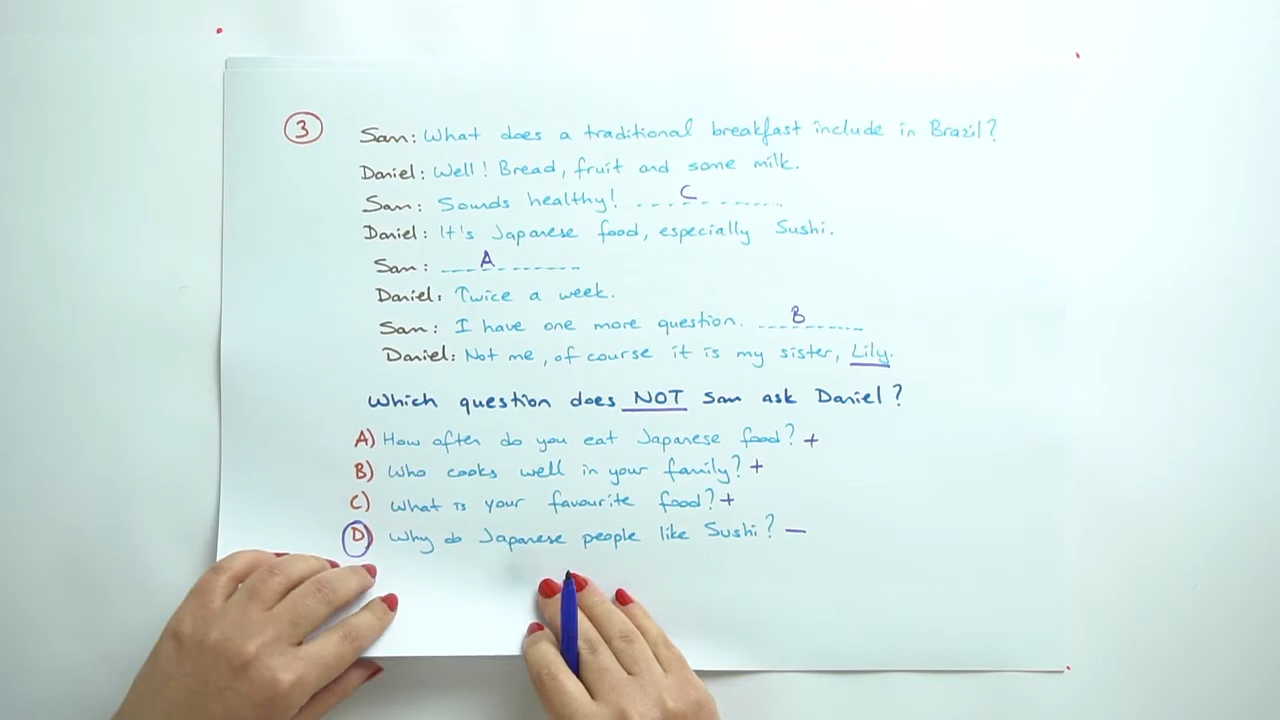 3 Sam: What does a traditional breakfast include in Brazil?
Daniel: Well! Bread, fruit and some milk.
Sam: Sounds healthy! ----C----
Daniel: It's Japanese food, especially Sushi.
Sam: ----A----
Daniel: Twice a week.
Sam: I have one more question. ----B----
Daniel: Not me, of course it is my sister, Lily.
Which question does NOT Sam ask Daniel?
A) How often do you eat Japanese food? +
B) Who cooks well in your family? +
C) What is your favourite food? +
D) Why do Japanese people like Sushi? –